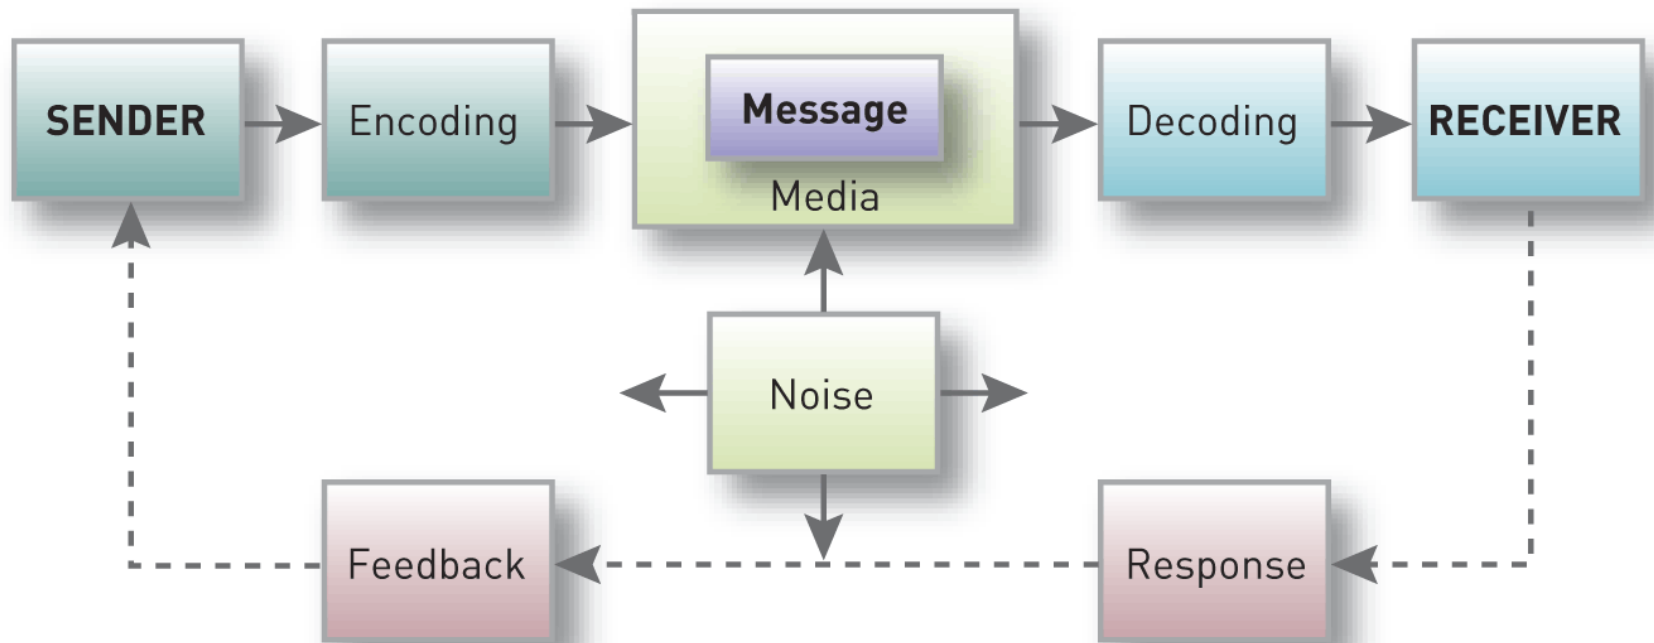 SENDER
Encoding
Message
Media
Decoding
RECEIVER
Noise
Feedback
Response